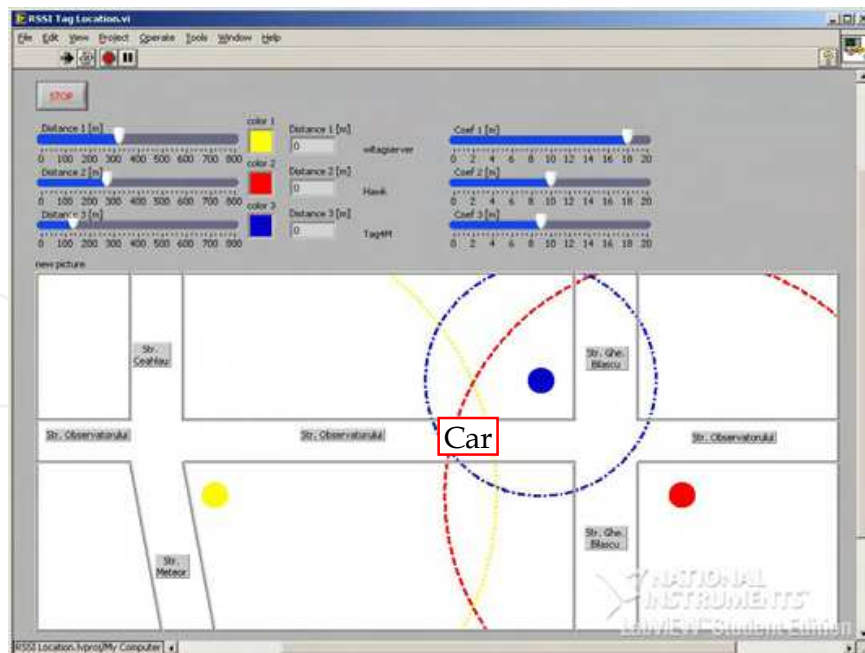 RSSI Tag Location.vi
File Edit View Project Operate Tools Window Help
STOP
Distance 1 [m]
0 100 200 300 400 500 600 700 800
color 1
Distance 1 [m]
0
witagserver
Coef 1 [m]
0 2 4 6 8 10 12 14 16 18 20
Distance 2 [m]
0 100 200 300 400 500 600 700 800
color 2
Distance 2 [m]
0
Hawk
Coef 2 [m]
0 2 4 6 8 10 12 14 16 18 20
Distance 3 [m]
0 100 200 300 400 500 600 700 800
color 3
Distance 3 [m]
0
Tag4M
Coef 3 [m]
0 2 4 6 8 10 12 14 16 18 20
new picture
Str.
Ceahlau
Str. Ghe.
Bilascu
Str. Observatorului
Str. Observatorului
Car
Str. Observatorului
Str. Ghe.
Bilascu
Str.
Meteor
NATIONAL
INSTRUMENTS
LabVIEW Student Edition
RSSI Location.lvproj/My Computer